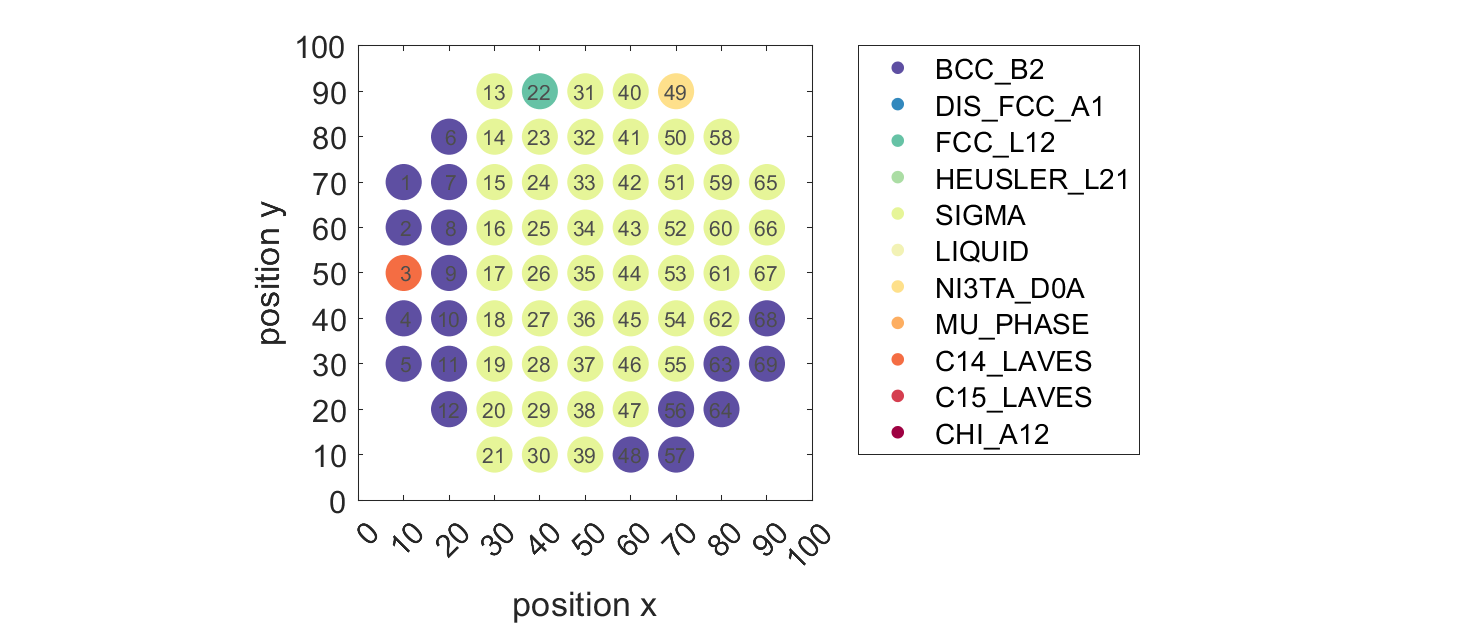 100
90 13 22 31 40 49
80 6 14 23 32 41 50 58
70 1 7 15 24 33 42 51 59 65
60 2 8 16 25 34 43 52 60 66
50 3 9 17 26 35 44 53 61 67
40 4 10 18 27 36 45 54 62 68
30 5 11 19 28 37 46 55 63 69
20 12 20 29 38 47 56 64
10 21 30 39 48 57
0
0 10 20 30 40 50 60 70 80 90 100
position x
position y
BCC_B2
DIS_FCC_A1
FCC_L12
HEUSLER_L21
SIGMA
LIQUID
NI3TA_D0A
MU_PHASE
C14_LAVES
C15_LAVES
CHI_A12